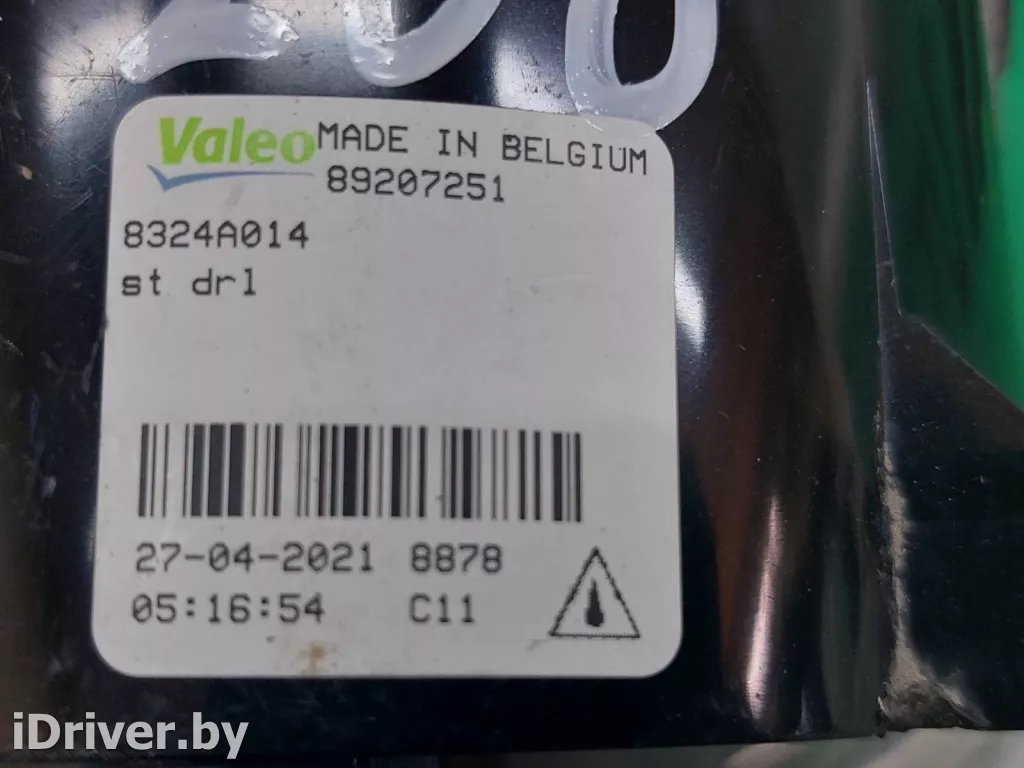 Valeo MADE IN BELGIUM
89207251
8324A014
st drl
27-04-2021 8878
05:16:54 C11
iDriver.by